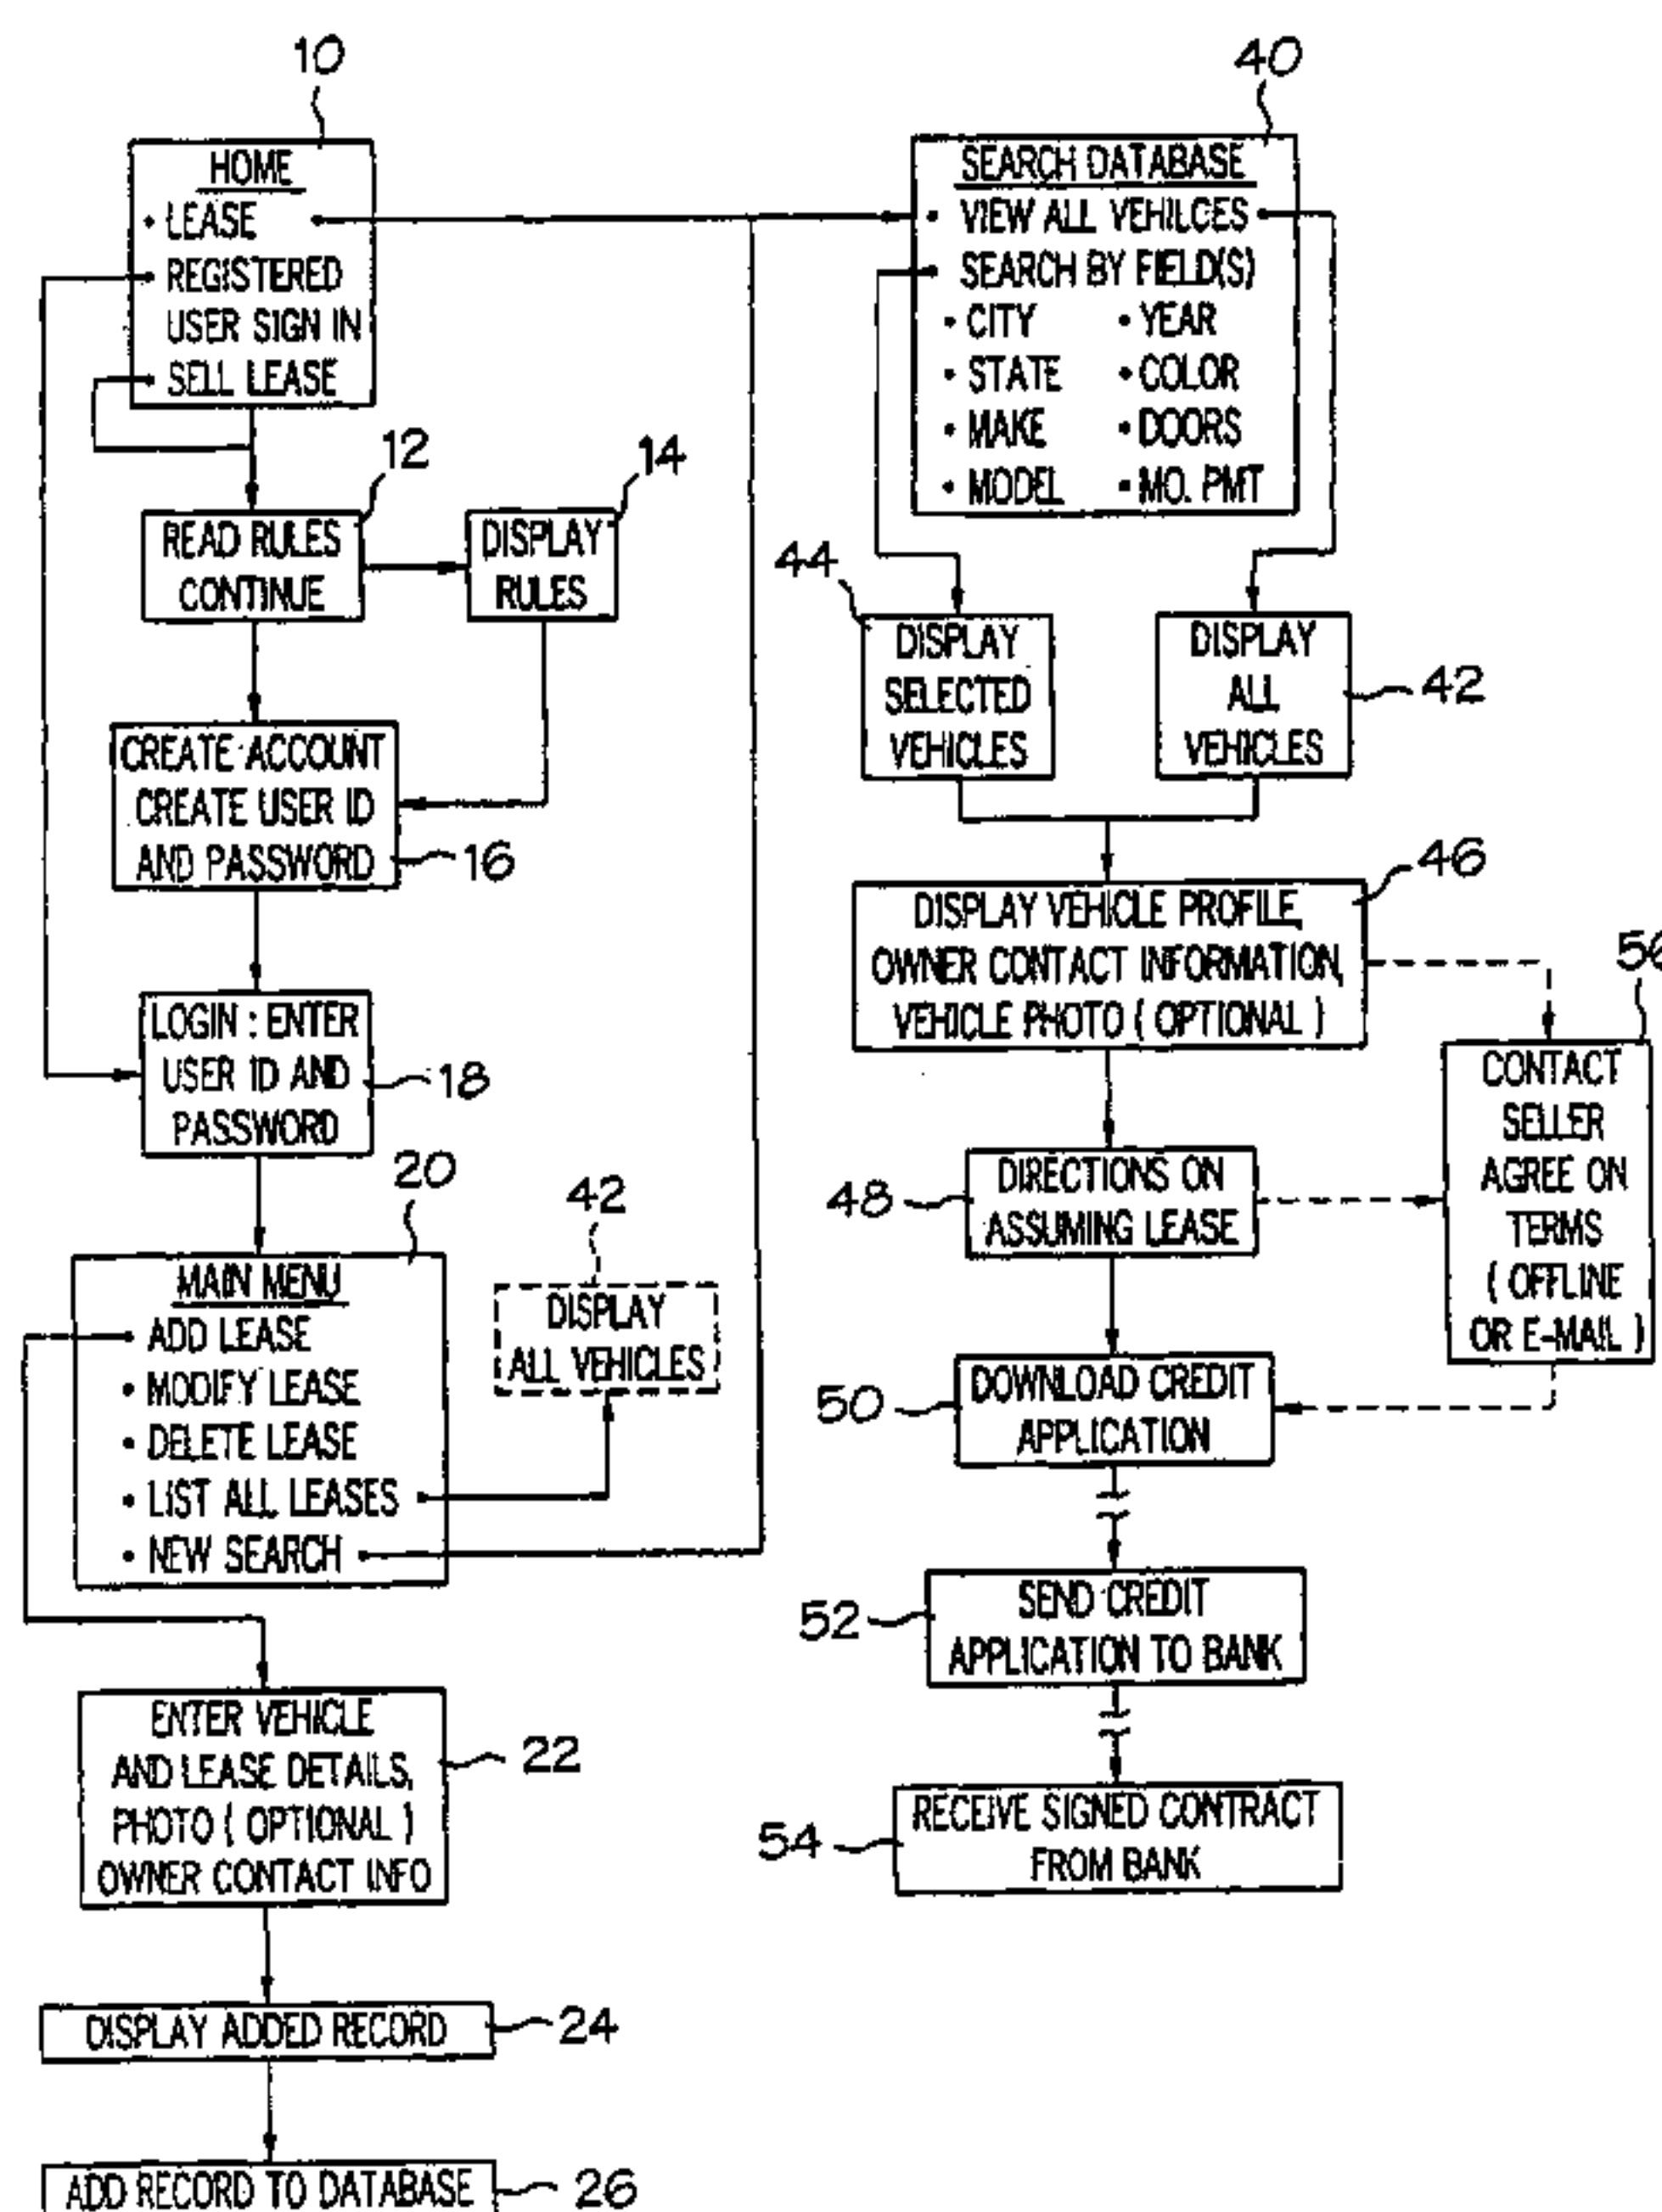 10
HOME
• LEASE
• REGISTERED
USER SIGN IN
• SELL LEASE
12
READ RULES
CONTINUE
14
DISPLAY
RULES
CREATE ACCOUNT
CREATE USER ID
AND PASSWORD
16
LOGIN : ENTER
USER ID AND
PASSWORD
18
20
MAIN MENU
• ADD LEASE
• MODIFY LEASE
• DELETE LEASE
• LIST ALL LEASES
• NEW SEARCH
42
DISPLAY
ALL VEHICLES
ENTER VEHICLE
AND LEASE DETAILS,
PHOTO ( OPTIONAL )
OWNER CONTACT INFO
22
DISPLAY ADDED RECORD
24
ADD RECORD TO DATABASE
26
40
SEARCH DATABASE
• VIEW ALL VEHILCES
• SEARCH BY FIELD(S)
• CITY • YEAR
• STATE • COLOR
• MAKE • DOORS
• MODEL • MO. PMT
44
DISPLAY
SELECTED
VEHICLES
DISPLAY
ALL
VEHICLES
42
46
DISPLAY VEHICLE PROFILE,
OWNER CONTACT INFORMATION,
VEHICLE PHOTO ( OPTIONAL )
48
DIRECTIONS ON
ASSUMING LEASE
CONTACT
SELLER
AGREE ON
TERMS
( OFFLINE
OR E-MAIL )
50
DOWNLOAD CREDIT
APPLICATION
52
SEND CREDIT
APPLICATION TO BANK
54
RECEIVE SIGNED CONTRACT
FROM BANK